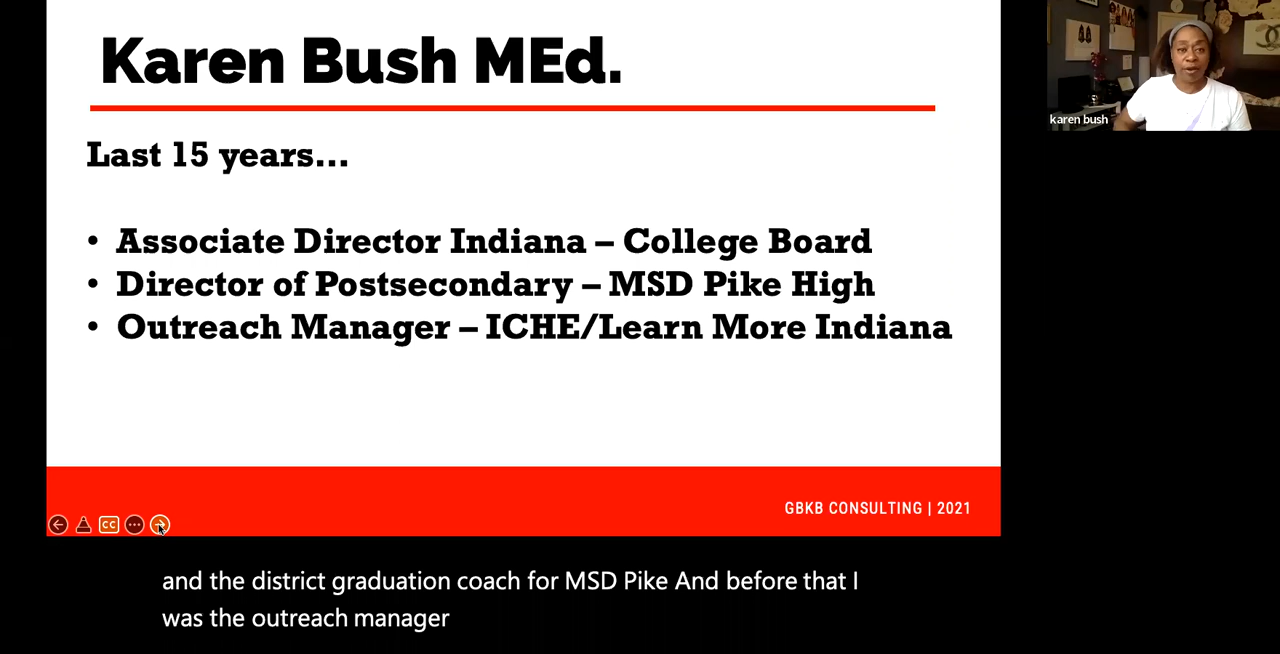 Karen Bush MEd.
karen bush
Last 15 years...
• Associate Director Indiana – College Board
• Director of Postsecondary – MSD Pike High
• Outreach Manager – ICHE/Learn More Indiana
GBKB CONSULTING | 2021
CC
and the district graduation coach for MSD Pike And before that I
was the outreach manager